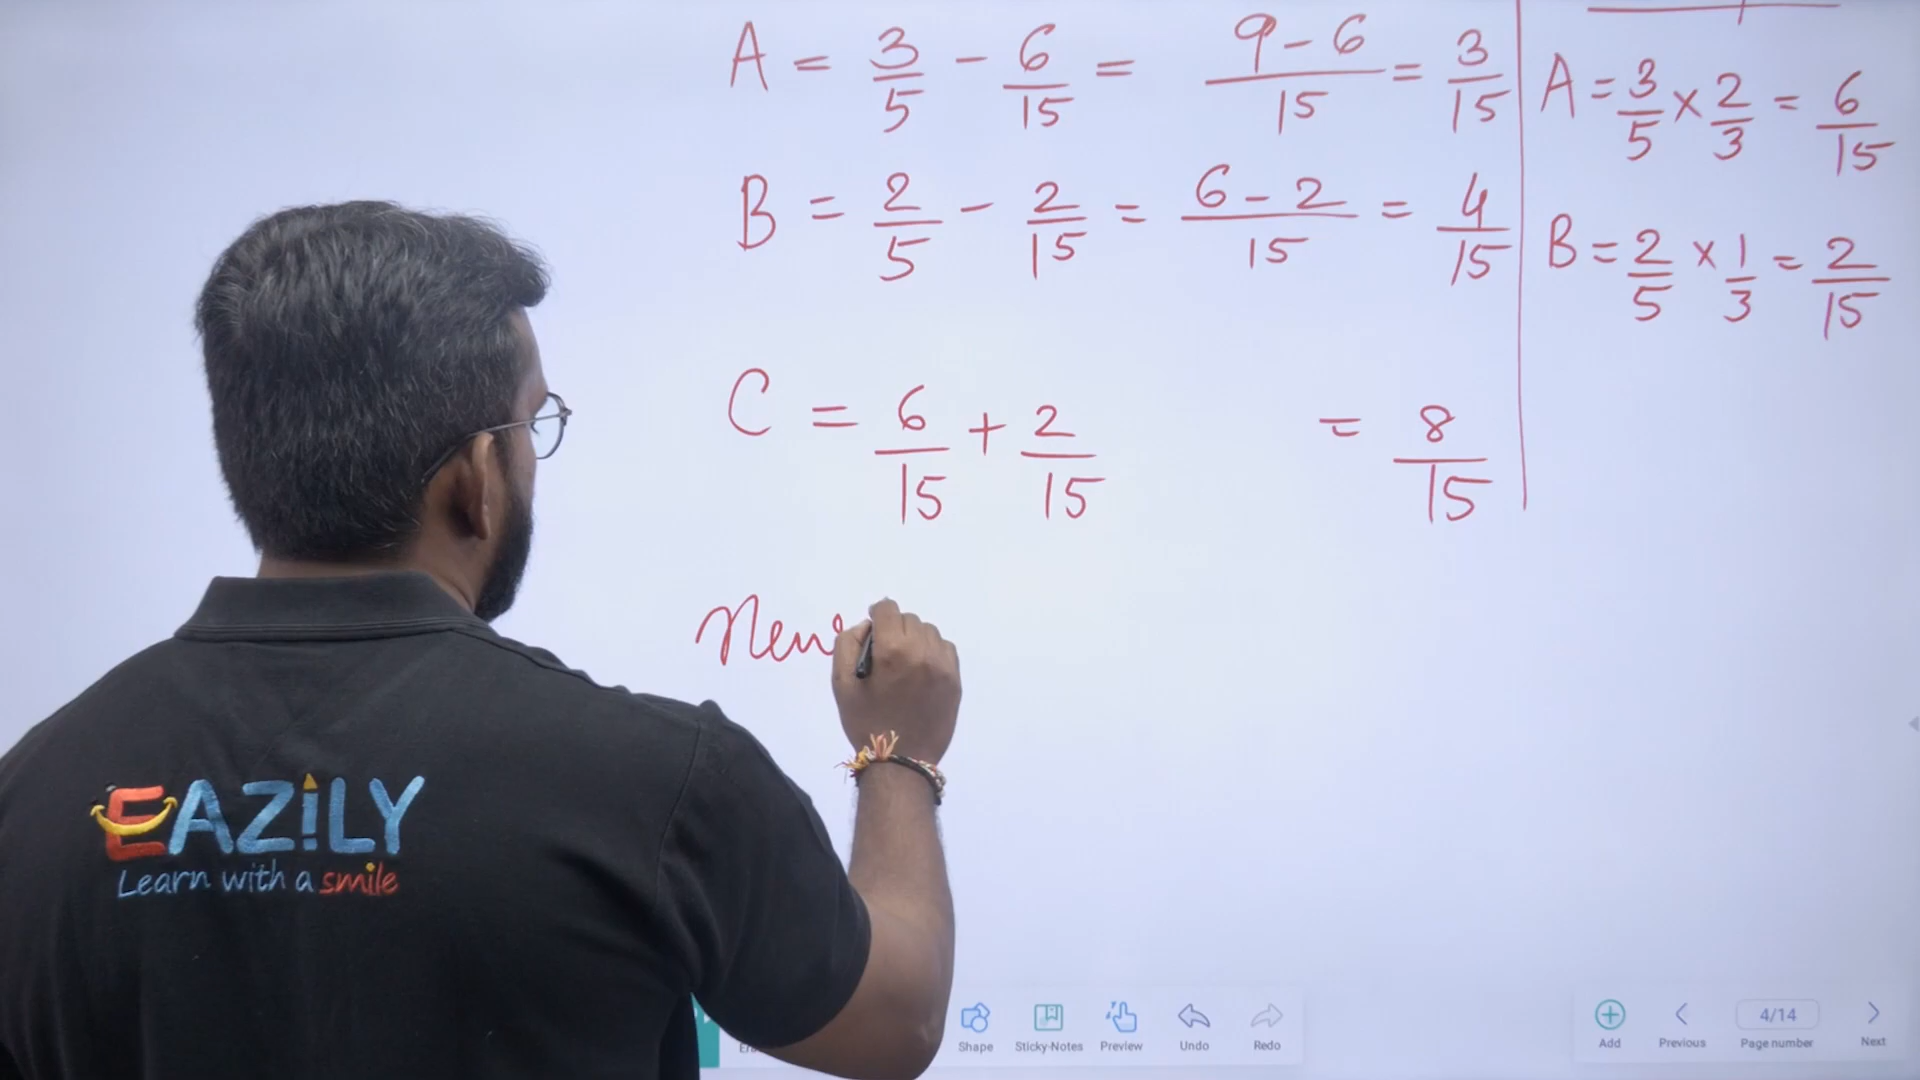 A = 3/5 - 6/15 = 9-6/15 = 3/15
B = 2/5 - 2/15 = 6-2/15 = 4/15
C = 6/15 + 2/15 = 8/15
New
A = 3/5 × 2/3 = 6/15
B = 2/5 × 1/3 = 2/15
EAZiLY
Learn with a smile
Shape
Sticky-Notes
Preview
Undo
Redo
Add
Previous
4/14
Page number
Next